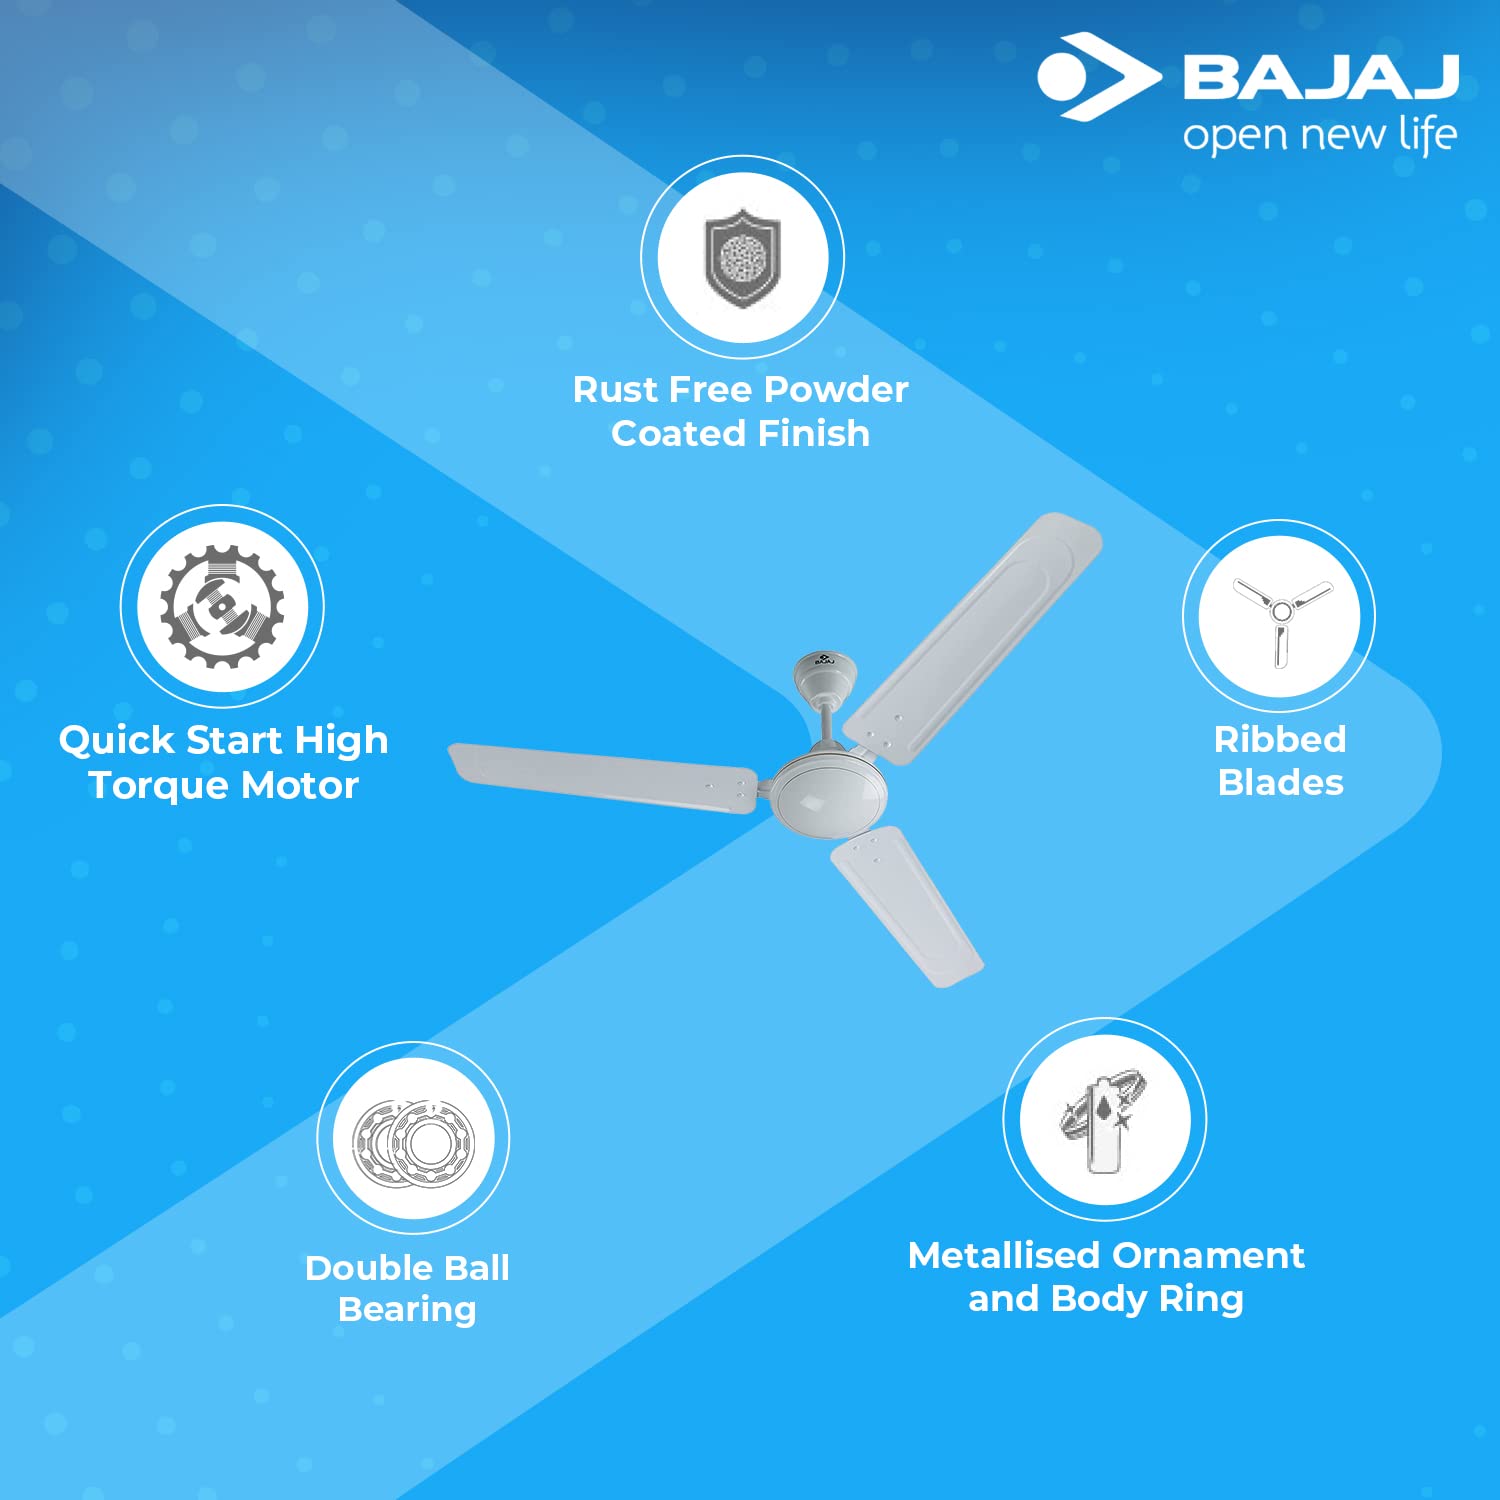 BAJAJ
open new life
Rust Free Powder
Coated Finish
Quick Start High
Torque Motor
BAJAJ
Ribbed
Blades
Double Ball
Bearing
Metallised Ornament
and Body Ring